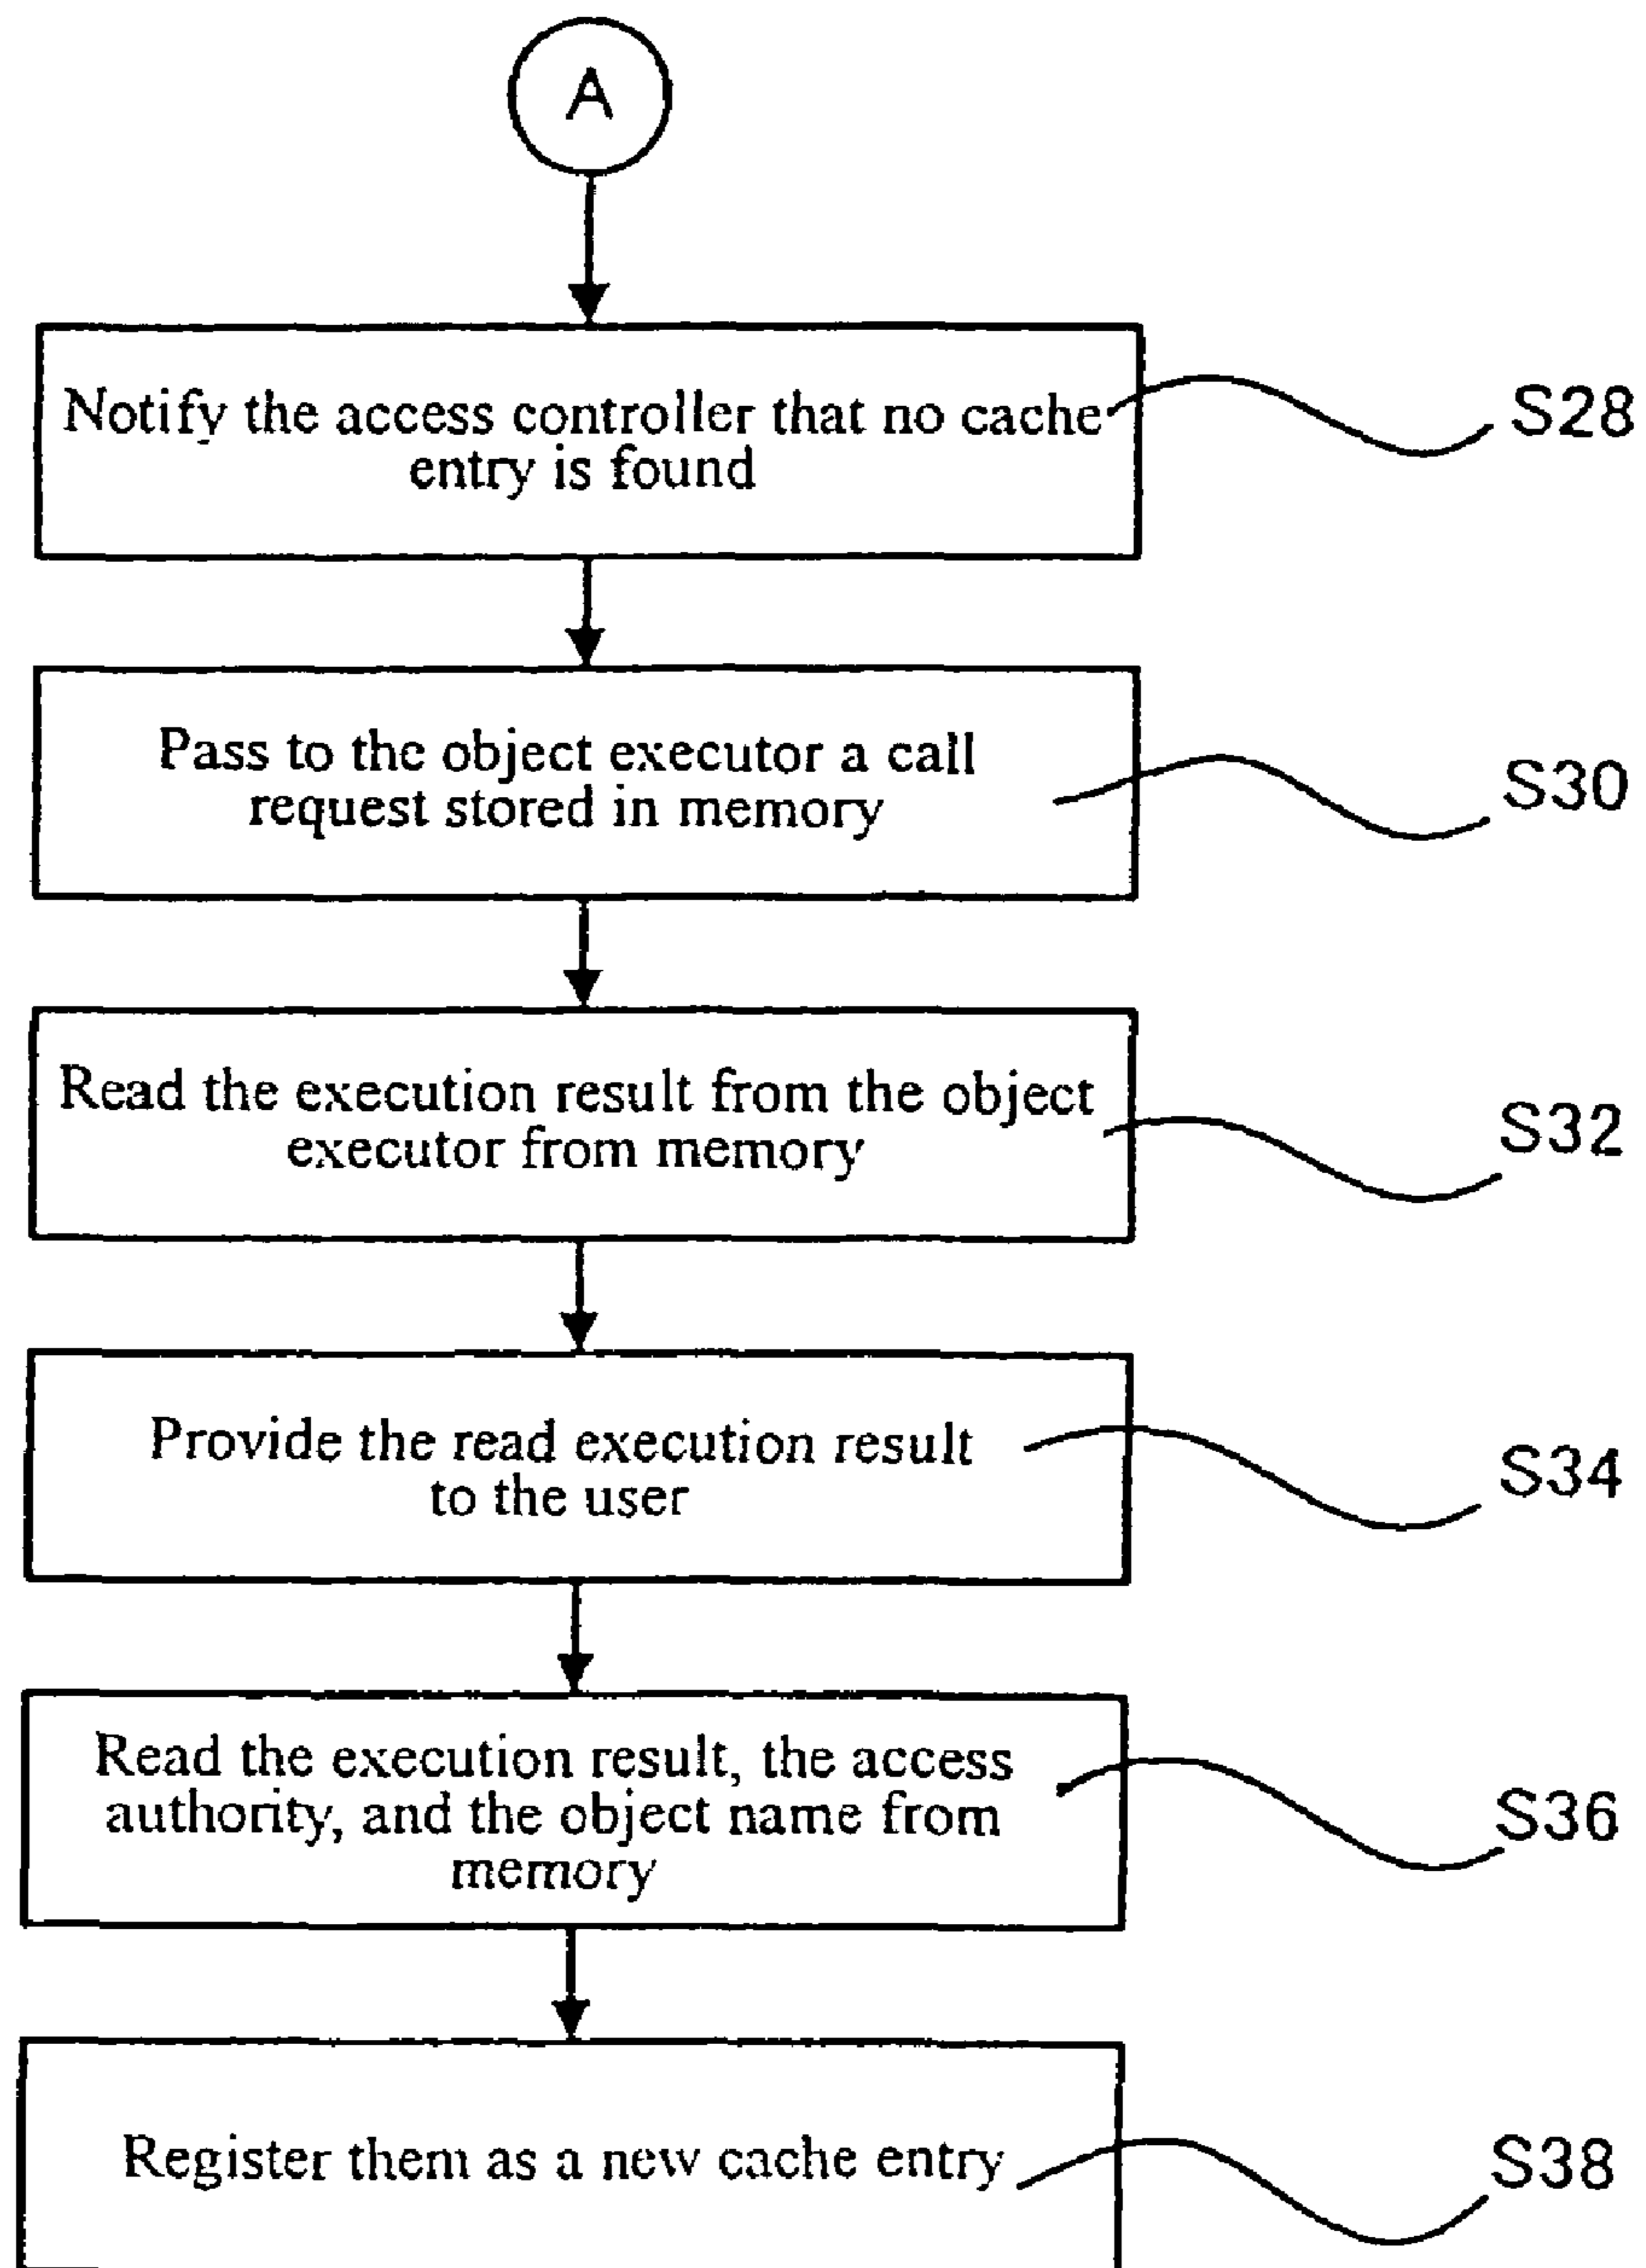 A
Notify the access controller that no cache
entry is found
S28
Pass to the object executor a call
request stored in memory
S30
Read the execution result from the object
executor from memory
S32
Provide the read execution result
to the user
S34
Read the execution result, the access
authority, and the object name from
memory
S36
Register them as a new cache entry
S38